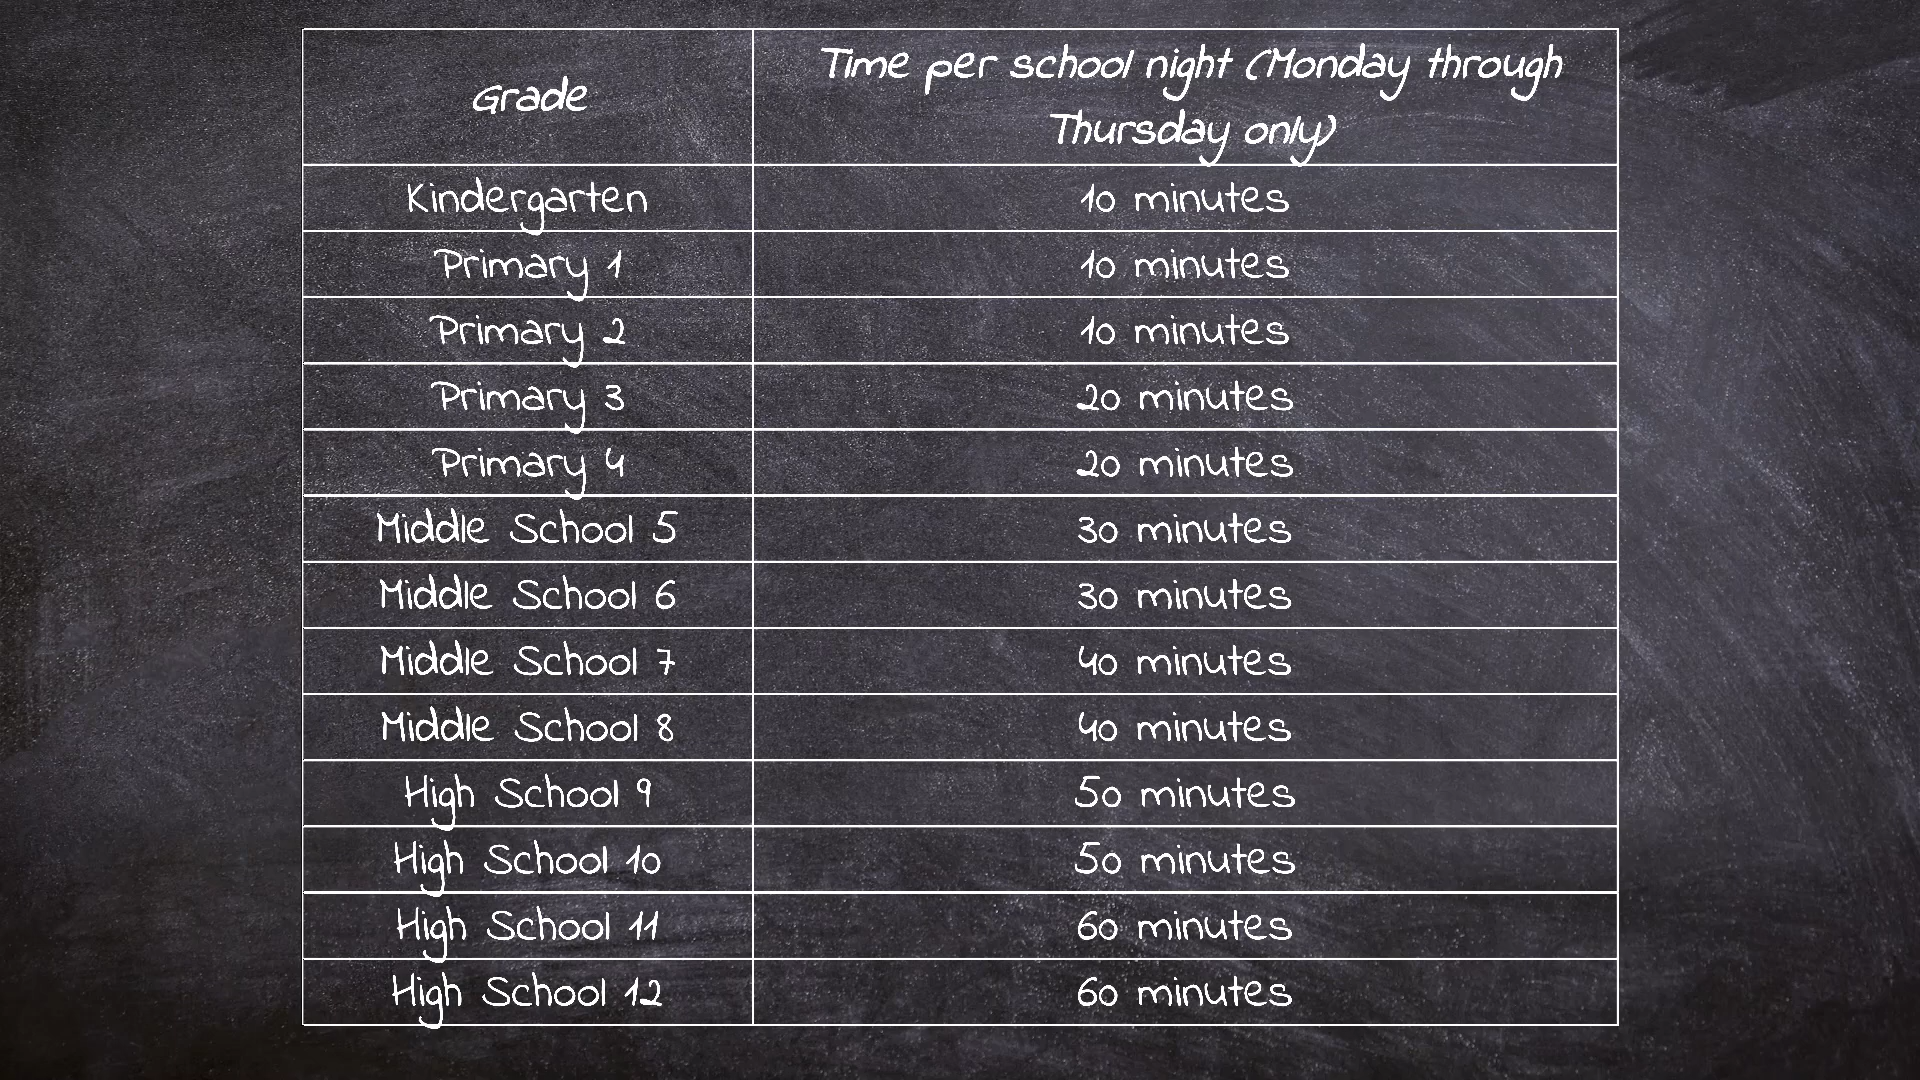 Grade
Time per school night (Monday through
Thursday only)
Kindergarten
10 minutes
Primary 1
10 minutes
Primary 2
10 minutes
Primary 3
20 minutes
Primary 4
20 minutes
Middle School 5
30 minutes
Middle School 6
30 minutes
Middle School 7
40 minutes
Middle School 8
40 minutes
High School 9
50 minutes
High School 10
50 minutes
High School 11
60 minutes
High School 12
60 minutes